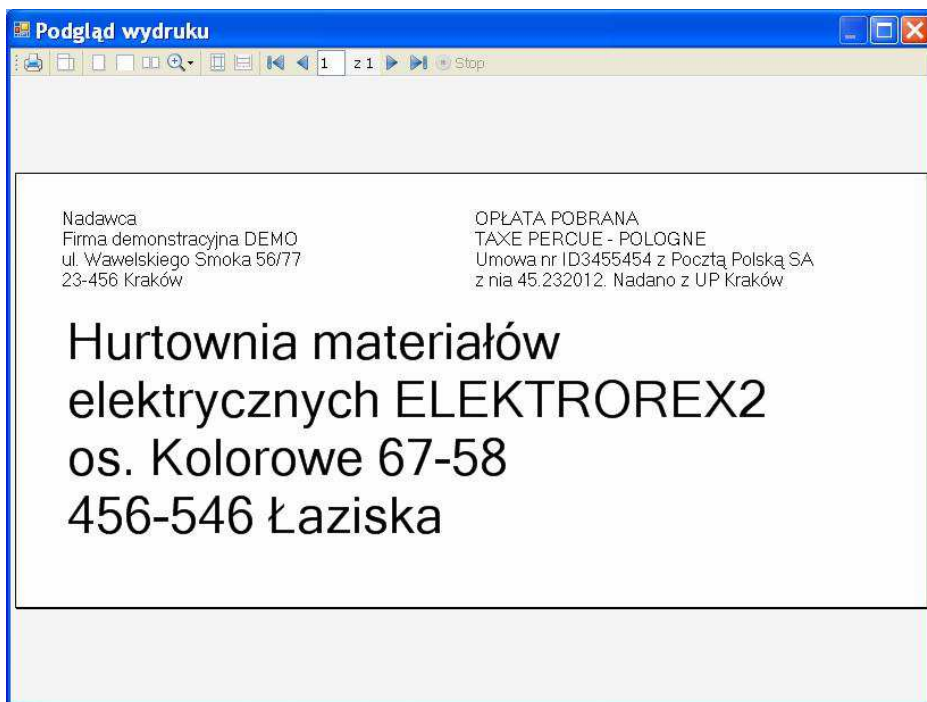 Podgląd wydruku
1 z 1 Stop
Nadawca
Firma demonstracyjna DEMO
ul. Wawelskiego Smoka 56/77
23-456 Kraków
OPŁATA POBRANA
TAXE PERCUE - POLOGNE
Umowa nr ID3455454 z Pocztą Polską SA
z nia 45.232012. Nadano z UP Kraków
Hurtownia materiałów
elektrycznych ELEKTROREX2
os. Kolorowe 67-58
456-546 Łaziska